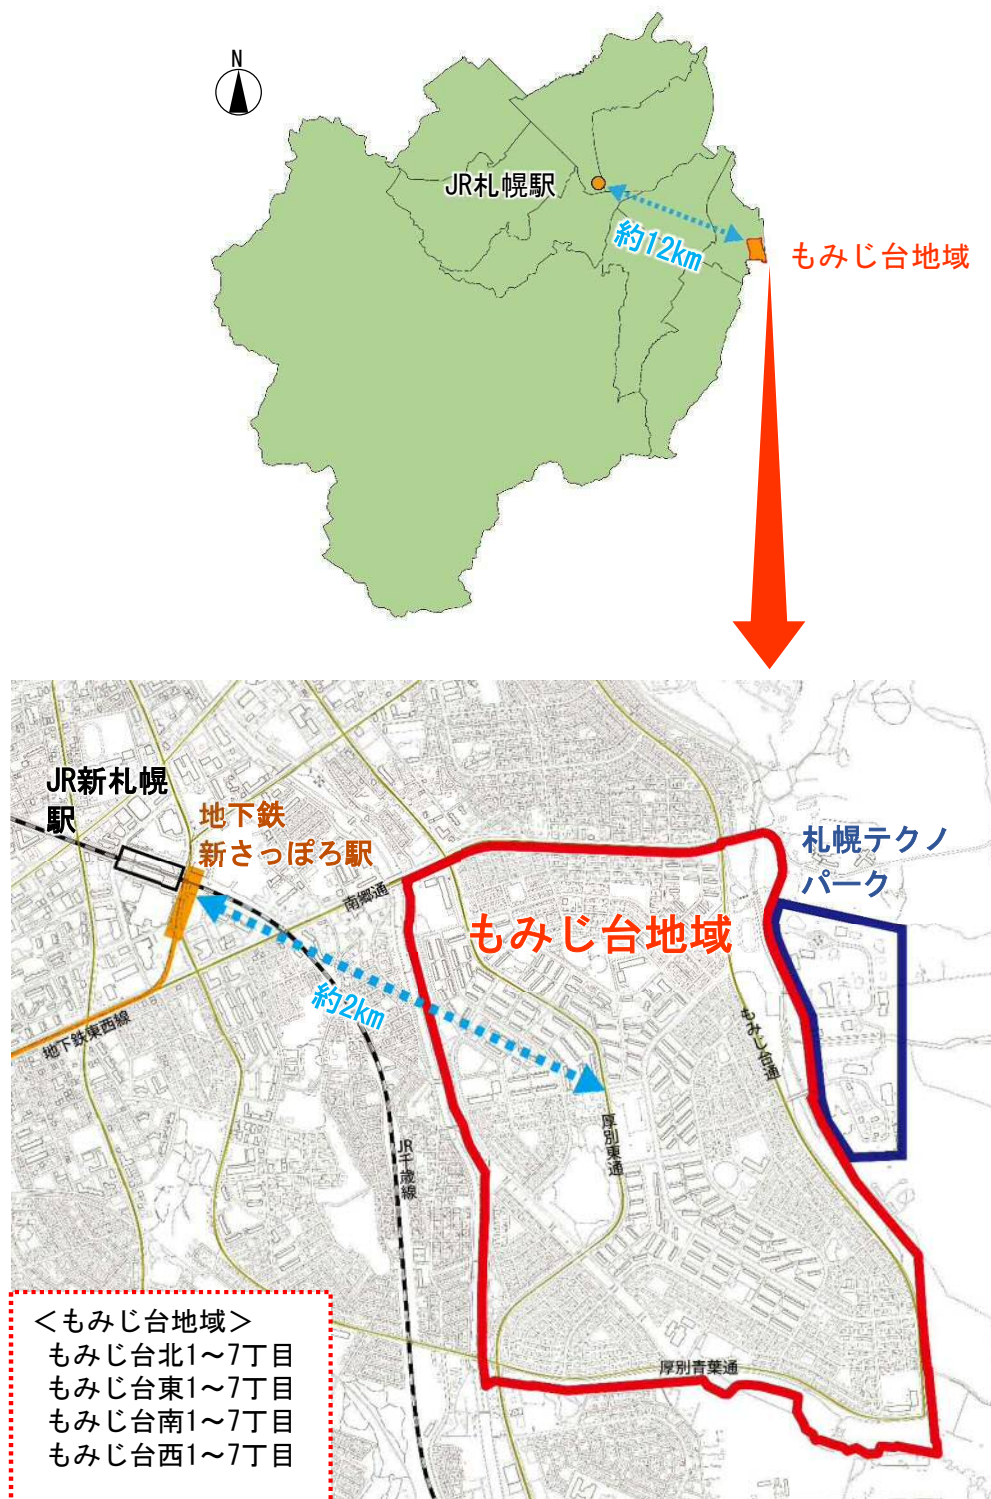 N
JR札幌駅
約12km
もみじ台地域
JR新札幌
駅
地下鉄
新さっぽろ駅
札幌テクノ
パーク
南郷通
もみじ台地域
約2km
地下鉄東西線
もみじ台通
厚別東通
JR千歳線
厚別青葉通
＜もみじ台地域＞
もみじ台北1～7丁目
もみじ台東1～7丁目
もみじ台南1～7丁目
もみじ台西1～7丁目